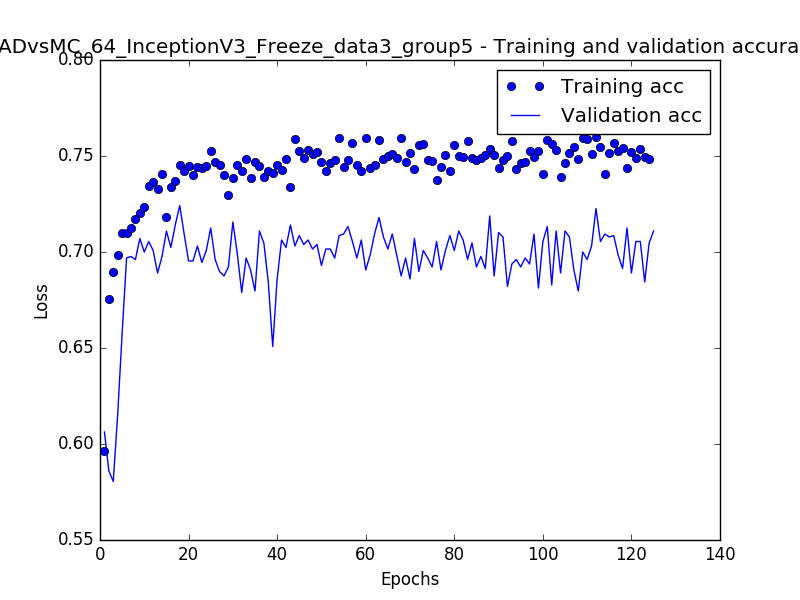 ADvsMC_64_InceptionV3_Freeze_data3_group5 - Training and validation accura
Training acc
Validation acc
0.80
0.75
0.70
0.65
0.60
0.55
Loss
0 20 40 60 80 100 120 140
Epochs